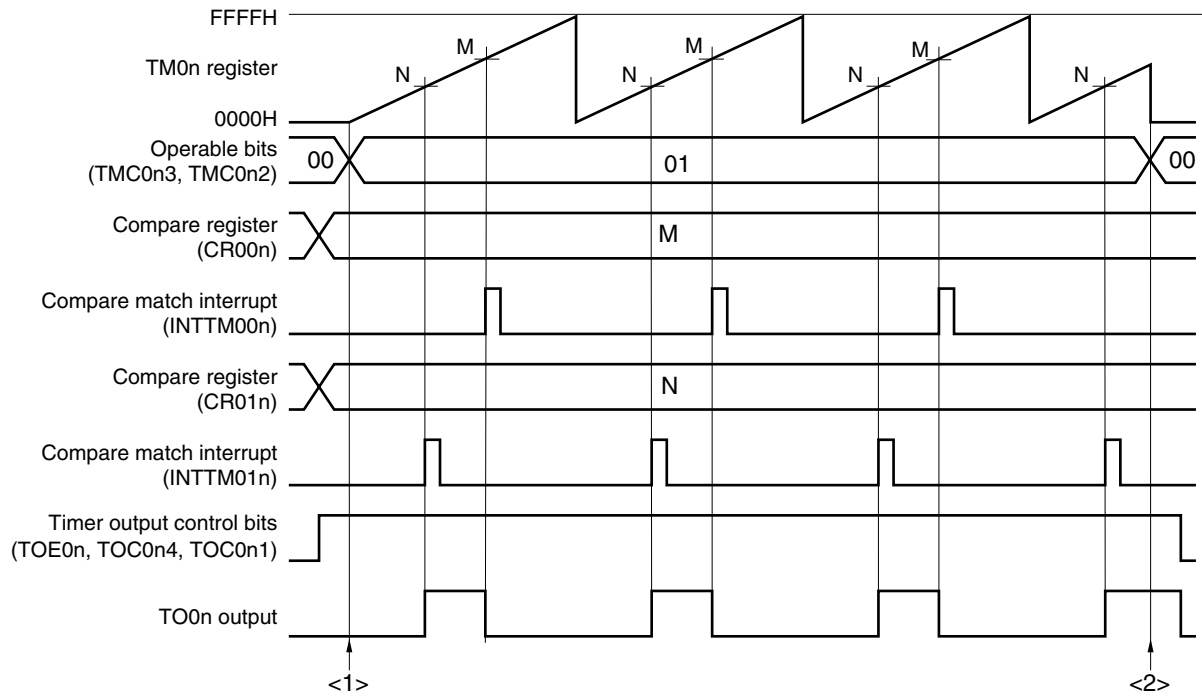 FFFFH
M M M
TM0n register
N N N N
0000H
Operable bits
(TMC0n3, TMC0n2)
00 01 00
Compare register
(CR00n)
M
Compare match interrupt
(INTTM00n)
Compare register
(CR01n)
N
Compare match interrupt
(INTTM01n)
Timer output control bits
(TOE0n, TOC0n4, TOC0n1)
TO0n output
<1> <2>